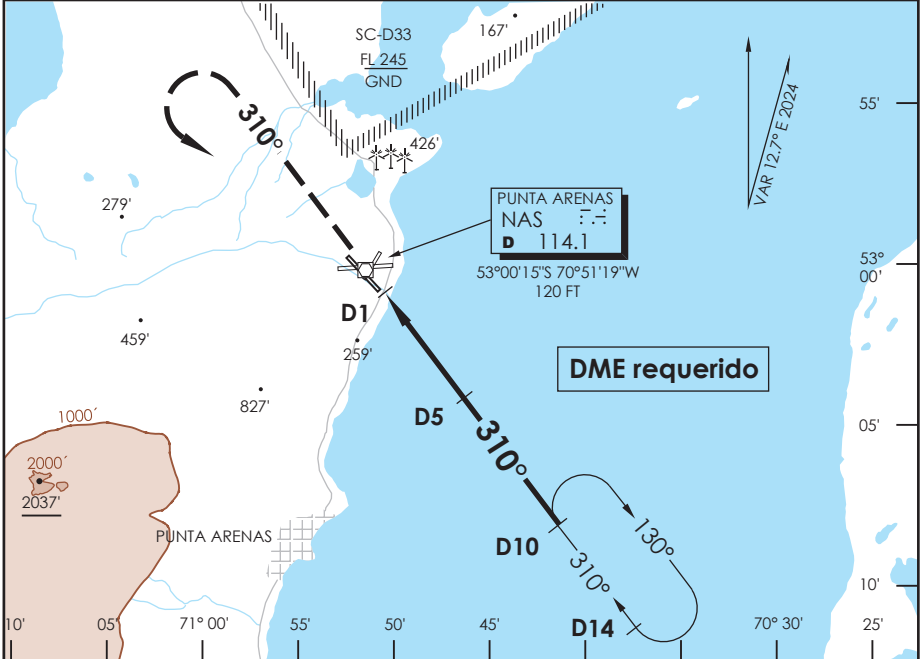 SC-D33
FL 245
GND
167'
VAR 12.7° E 2024
55'
310°
426'
279'
PUNTA ARENAS
NAS
D 114.1
53°00'15"S 70°51'19"W
120 FT
53°
00'
D1
459'
259'
DME requerido
827'
D5
1000´
05'
310°
2000´
2037'
PUNTA ARENAS
D10
130°
310°
10'
D14
10'
05'
71° 00'
55'
50'
45'
70° 30'
25'